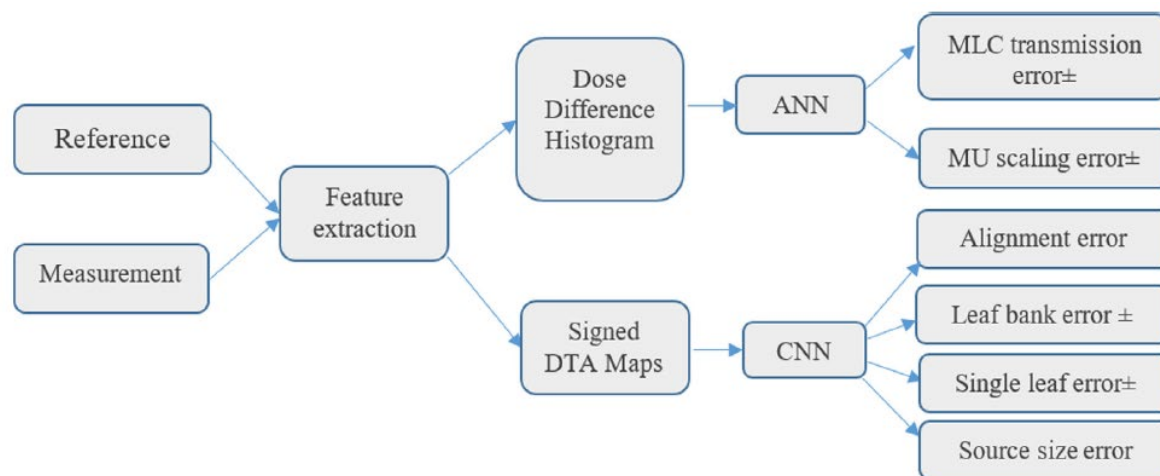 Reference
Measurement
Feature
extraction
Dose
Difference
Histogram
Signed
DTA Maps
ANN
CNN
MLC transmission
error±
MU scaling error±
Alignment error
Leaf bank error ±
Single leaf error±
Source size error